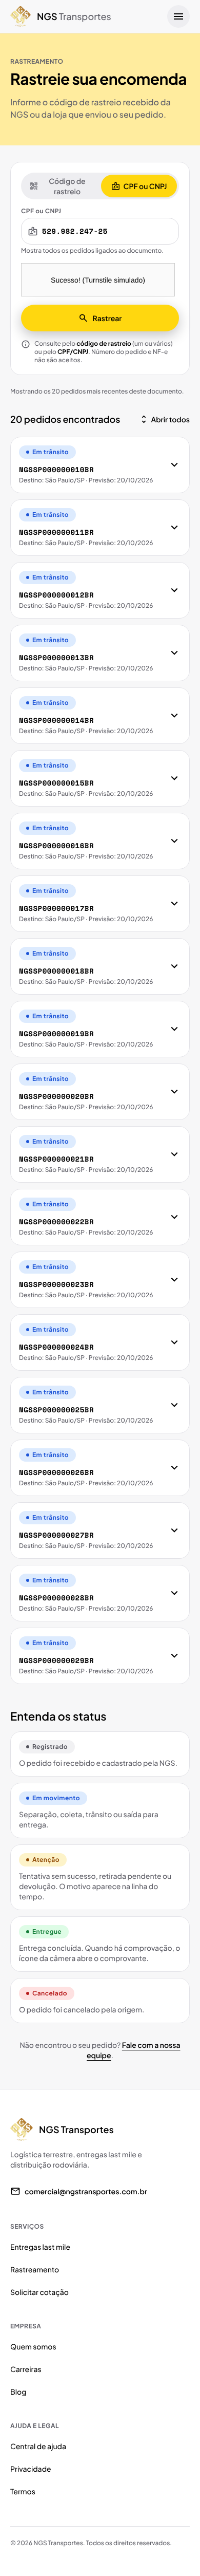 NGS Transportes
RASTREAMENTO
Rastreie sua encomenda
Informe o código de rastreio recebido da
NGS ou da loja que enviou o seu pedido.
Código de
rastreio
CPF ou CNPJ
CPF ou CNPJ
529.982.247-25
Mostra todos os pedidos ligados ao documento.
Sucesso! (Turnstile simulado)
Rastrear
Consulte pelo código de rastreio (um ou vários)
ou pelo CPF/CNPJ. Número do pedido e NF-e
não são aceitos.
Mostrando os 20 pedidos mais recentes deste documento.
20 pedidos encontrados
Abrir todos
Em trânsito
NGSSP000000010BR
Destino: São Paulo/SP · Previsão: 20/10/2026
Em trânsito
NGSSP000000011BR
Destino: São Paulo/SP · Previsão: 20/10/2026
Em trânsito
NGSSP000000012BR
Destino: São Paulo/SP · Previsão: 20/10/2026
Em trânsito
NGSSP000000013BR
Destino: São Paulo/SP · Previsão: 20/10/2026
Em trânsito
NGSSP000000014BR
Destino: São Paulo/SP · Previsão: 20/10/2026
Em trânsito
NGSSP000000015BR
Destino: São Paulo/SP · Previsão: 20/10/2026
Em trânsito
NGSSP000000016BR
Destino: São Paulo/SP · Previsão: 20/10/2026
Em trânsito
NGSSP000000017BR
Destino: São Paulo/SP · Previsão: 20/10/2026
Em trânsito
NGSSP000000018BR
Destino: São Paulo/SP · Previsão: 20/10/2026
Em trânsito
NGSSP000000019BR
Destino: São Paulo/SP · Previsão: 20/10/2026
Em trânsito
NGSSP000000020BR
Destino: São Paulo/SP · Previsão: 20/10/2026
Em trânsito
NGSSP000000021BR
Destino: São Paulo/SP · Previsão: 20/10/2026
Em trânsito
NGSSP000000022BR
Destino: São Paulo/SP · Previsão: 20/10/2026
Em trânsito
NGSSP000000023BR
Destino: São Paulo/SP · Previsão: 20/10/2026
Em trânsito
NGSSP000000024BR
Destino: São Paulo/SP · Previsão: 20/10/2026
Em trânsito
NGSSP000000025BR
Destino: São Paulo/SP · Previsão: 20/10/2026
Em trânsito
NGSSP000000026BR
Destino: São Paulo/SP · Previsão: 20/10/2026
Em trânsito
NGSSP000000027BR
Destino: São Paulo/SP · Previsão: 20/10/2026
Em trânsito
NGSSP000000028BR
Destino: São Paulo/SP · Previsão: 20/10/2026
Em trânsito
NGSSP000000029BR
Destino: São Paulo/SP · Previsão: 20/10/2026
Entenda os status
Registrado
O pedido foi recebido e cadastrado pela NGS.
Em movimento
Separação, coleta, trânsito ou saída para
entrega.
Atenção
Tentativa sem sucesso, retirada pendente ou
devolução. O motivo aparece na linha do
tempo.
Entregue
Entrega concluída. Quando há comprovação, o
ícone da câmera abre o comprovante.
Cancelado
O pedido foi cancelado pela origem.
Não encontrou o seu pedido? Fale com a nossa
equipe.
NGS Transportes
Logística terrestre, entregas last mile e
distribuição rodoviária.
comercial@ngstransportes.com.br
SERVIÇOS
Entregas last mile
Rastreamento
Solicitar cotação
EMPRESA
Quem somos
Carreiras
Blog
AJUDA E LEGAL
Central de ajuda
Privacidade
Termos
© 2026 NGS Transportes. Todos os direitos reservados.